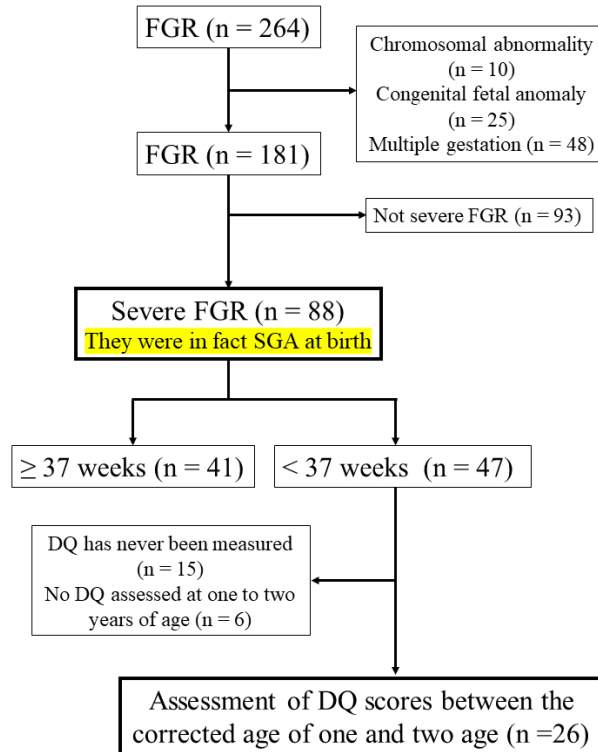 FGR (n = 264)
Chromosomal abnormality
(n = 10)
Congenital fetal anomaly
(n = 25)
Multiple gestation (n = 48)
FGR (n = 181)
Not severe FGR (n = 93)
Severe FGR (n = 88)
They were in fact SGA at birth
≥ 37 weeks (n = 41)
< 37 weeks (n = 47)
DQ has never been measured
(n = 15)
No DQ assessed at one to two
years of age (n = 6)
Assessment of DQ scores between the
corrected age of one and two age (n =26)